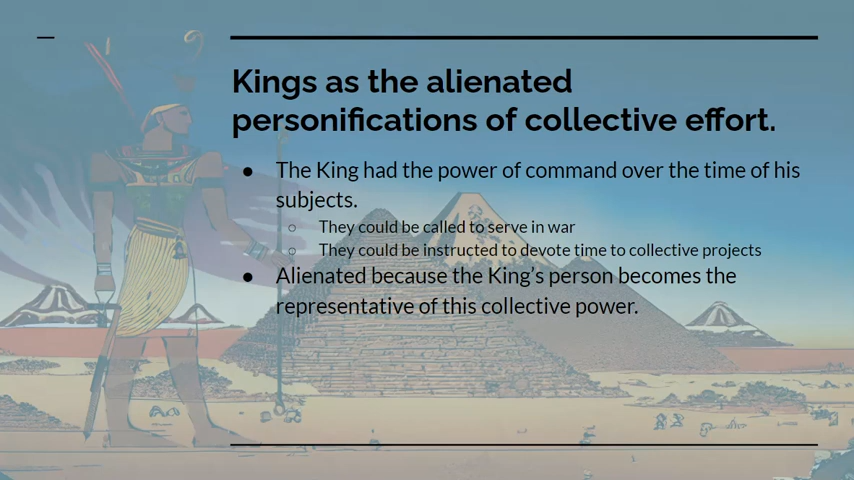 Kings as the alienated
personifications of collective effort.
● The King had the power of command over the time of his
subjects.
○ They could be called to serve in war
○ They could be instructed to devote time to collective projects
● Alienated because the King’s person becomes the
representative of this collective power.